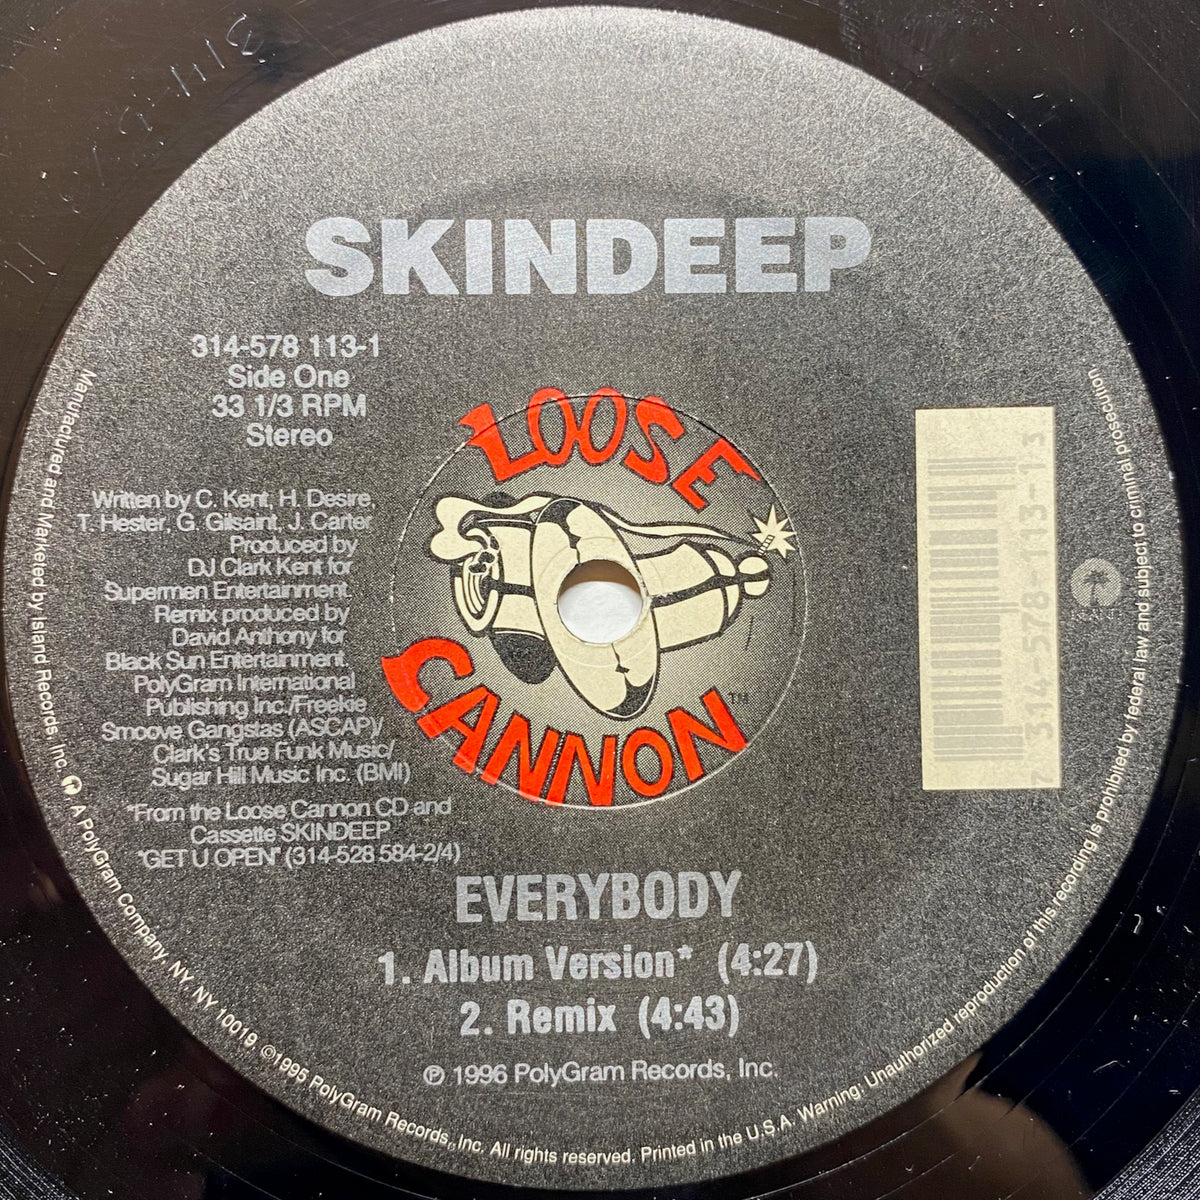 SKINDEEP
314-578 113-1
Side One
33 1/3 RPM
Stereo
LOOSE
CANNON™
Written by C. Kent, H. Desire,
T. Hester, G. Gilsaint, J. Carter
Produced by
DJ Clark Kent for
Supermen Entertainment.
Remix produced by
David Anthony for
Black Sun Entertainment.
PolyGram International
Publishing Inc./Freekie
Smoove Gangstas (ASCAP)/
Clark's True Funk Music/
Sugar Hill Music Inc. (BMI)
*From the Loose Cannon CD and
Cassette SKINDEEP
"GET U OPEN" (314-528 584-2/4)
7 314-578-113-1 3
ISLAND
EVERYBODY
1. Album Version* (4:27)
2. Remix (4:43)
℗ 1996 PolyGram Records, Inc.
Manufactured and Marketed by Island Records, Inc. A PolyGram Company, NY, NY 10019. ©1995 PolyGram Records, Inc. All rights reserved. Printed in the U.S.A. Warning: Unauthorized reproduction of this recording is prohibited by federal law and subject to criminal prosecution